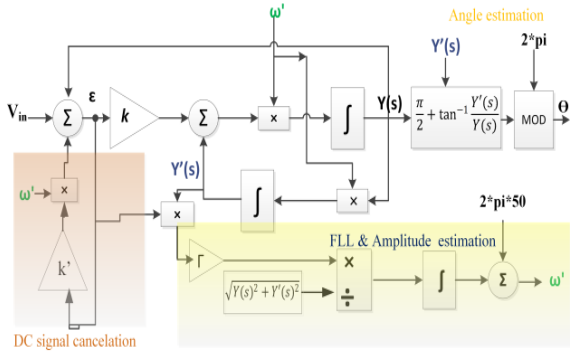 Angle estimation
ω'
Y'(s)
2*pi
V_in
Σ
ε
k
Σ
×
∫
Y(s)
π/2 + tan⁻¹ Y'(s)/Y(s)
MOD
Θ
Y'(s)
ω'
×
×
∫
×
2*pi*50
k'
FLL & Amplitude estimation
Γ
√Y(s)² + Y'(s)²
×
÷
∫
Σ
ω'
DC signal cancelation